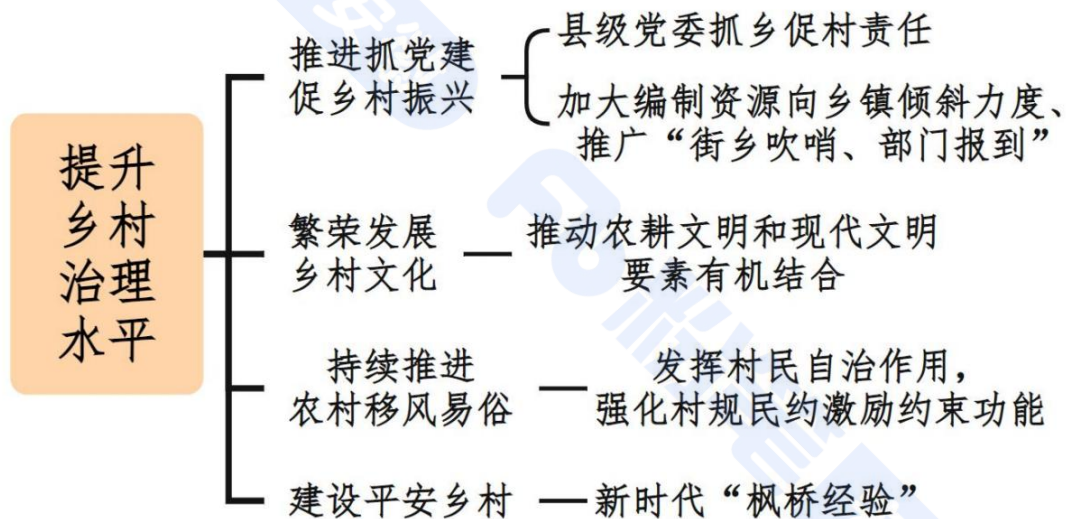 提升
乡村
治理
水平
推进抓党建
促乡村振兴
县级党委抓乡促村责任
加大编制资源向乡镇倾斜力度、
推广“街乡吹哨、部门报到”
繁荣发展
乡村文化
推动农耕文明和现代文明
要素有机结合
持续推进
农村移风易俗
发挥村民自治作用，
强化村规民约激励约束功能
建设平安乡村
新时代“枫桥经验”